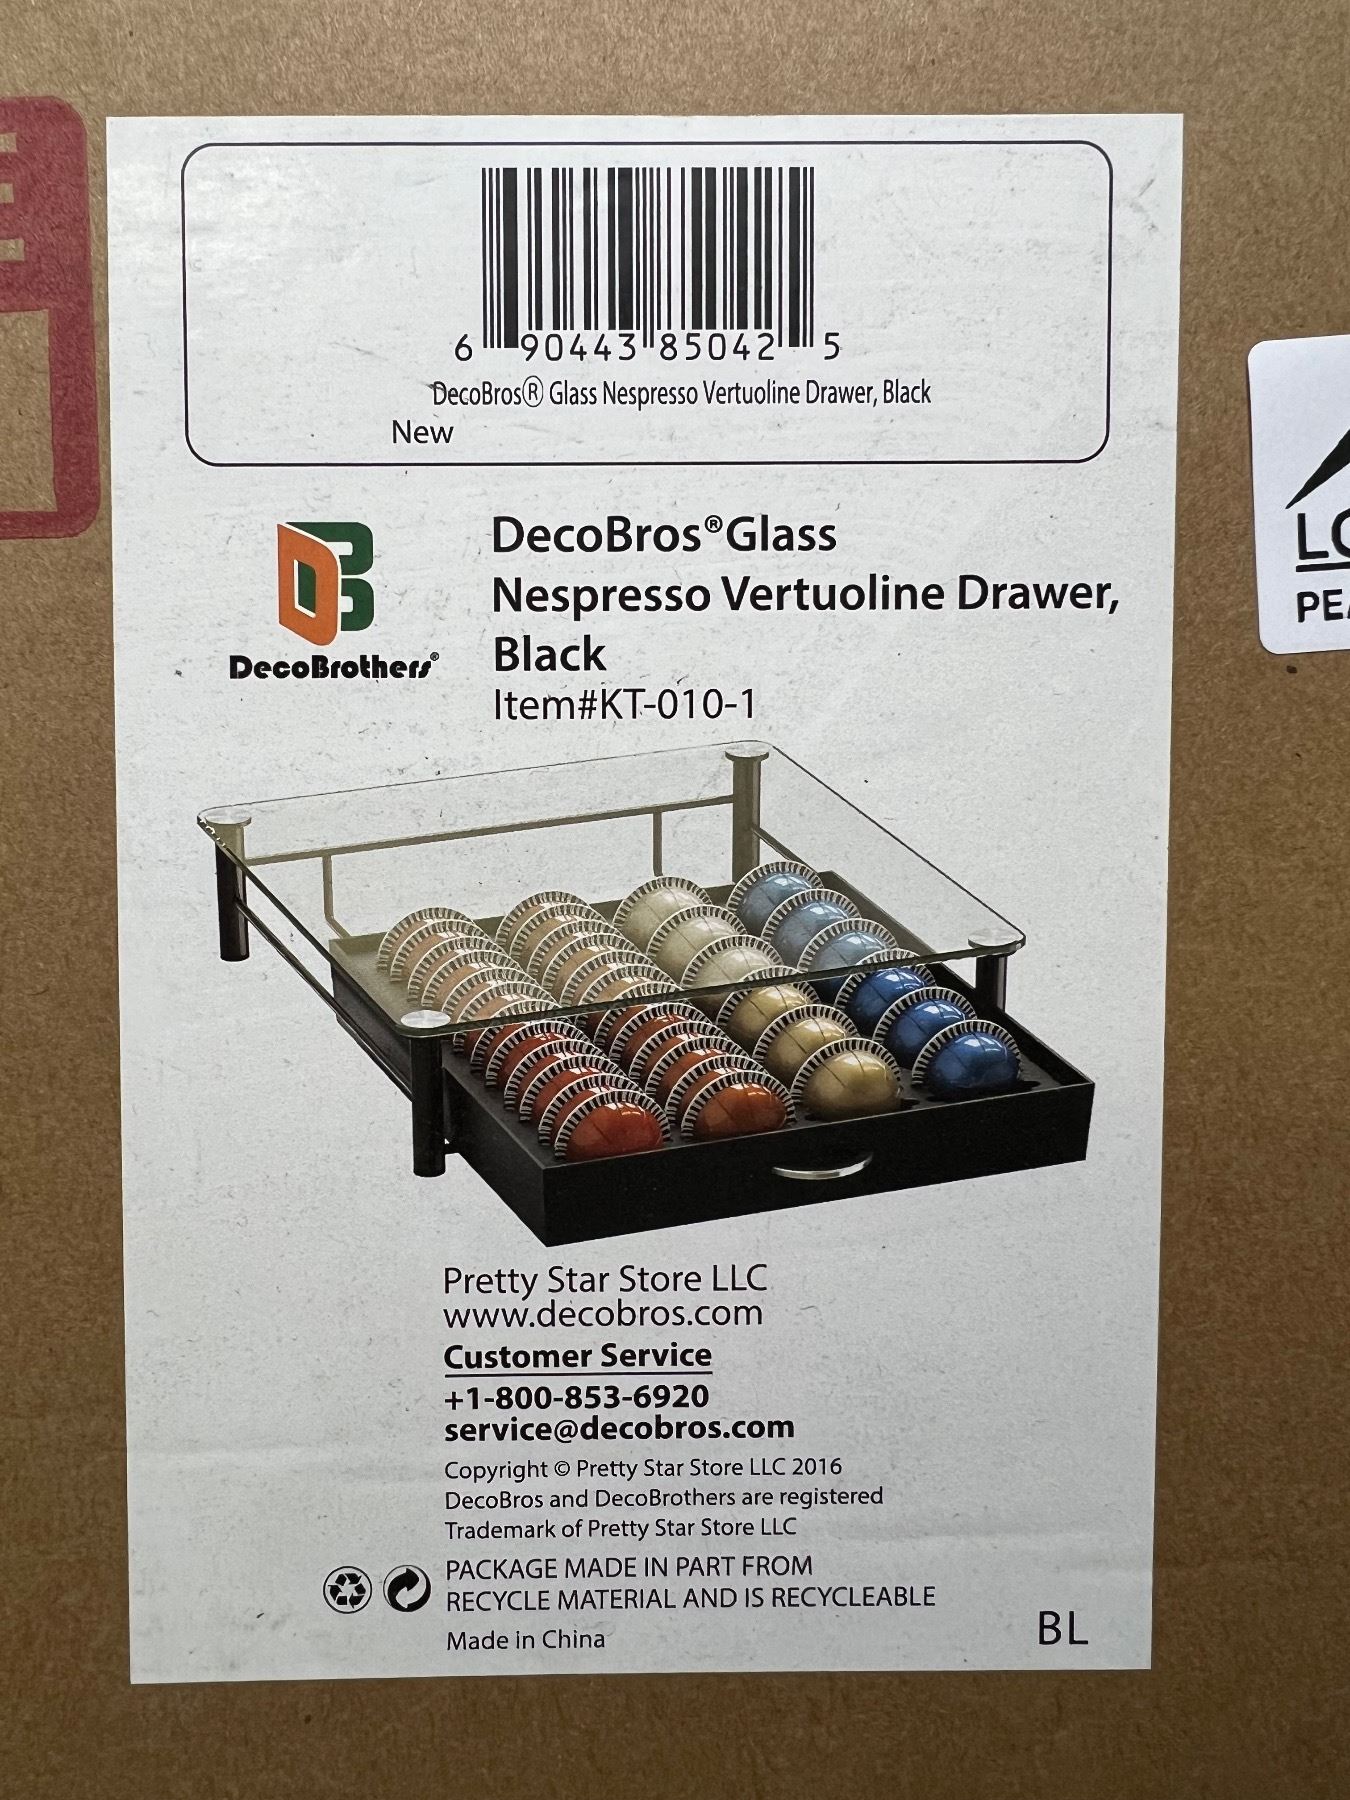 6 90443 85042 5
DecoBros® Glass Nespresso Vertuoline Drawer, Black
New
DecoBrothers®
DecoBros®Glass
Nespresso Vertuoline Drawer,
Black
Item#KT-010-1
Pretty Star Store LLC
www.decobros.com
Customer Service
+1-800-853-6920
service@decobros.com
Copyright © Pretty Star Store LLC 2016
DecoBros and DecoBrothers are registered
Trademark of Pretty Star Store LLC
PACKAGE MADE IN PART FROM
RECYCLE MATERIAL AND IS RECYCLEABLE
Made in China
BL